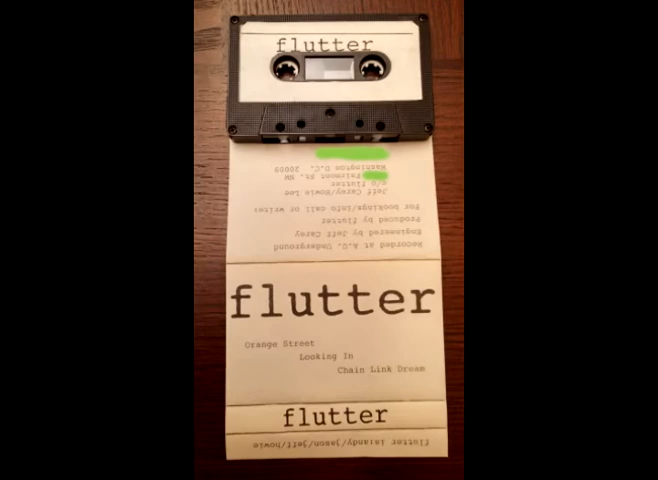 flutter
Recorded at A.U. Underground
Engineered by Jeff Carey
Produced by flutter
For bookings/info call or write:
Jeff Carey/Howie Lee
c/o flutter
Fairmont St. NW
Washington D.C. 20009
flutter
Orange Street
Looking In
Chain Link Dream
flutter
flutter is:andy/jason/jeff/howie